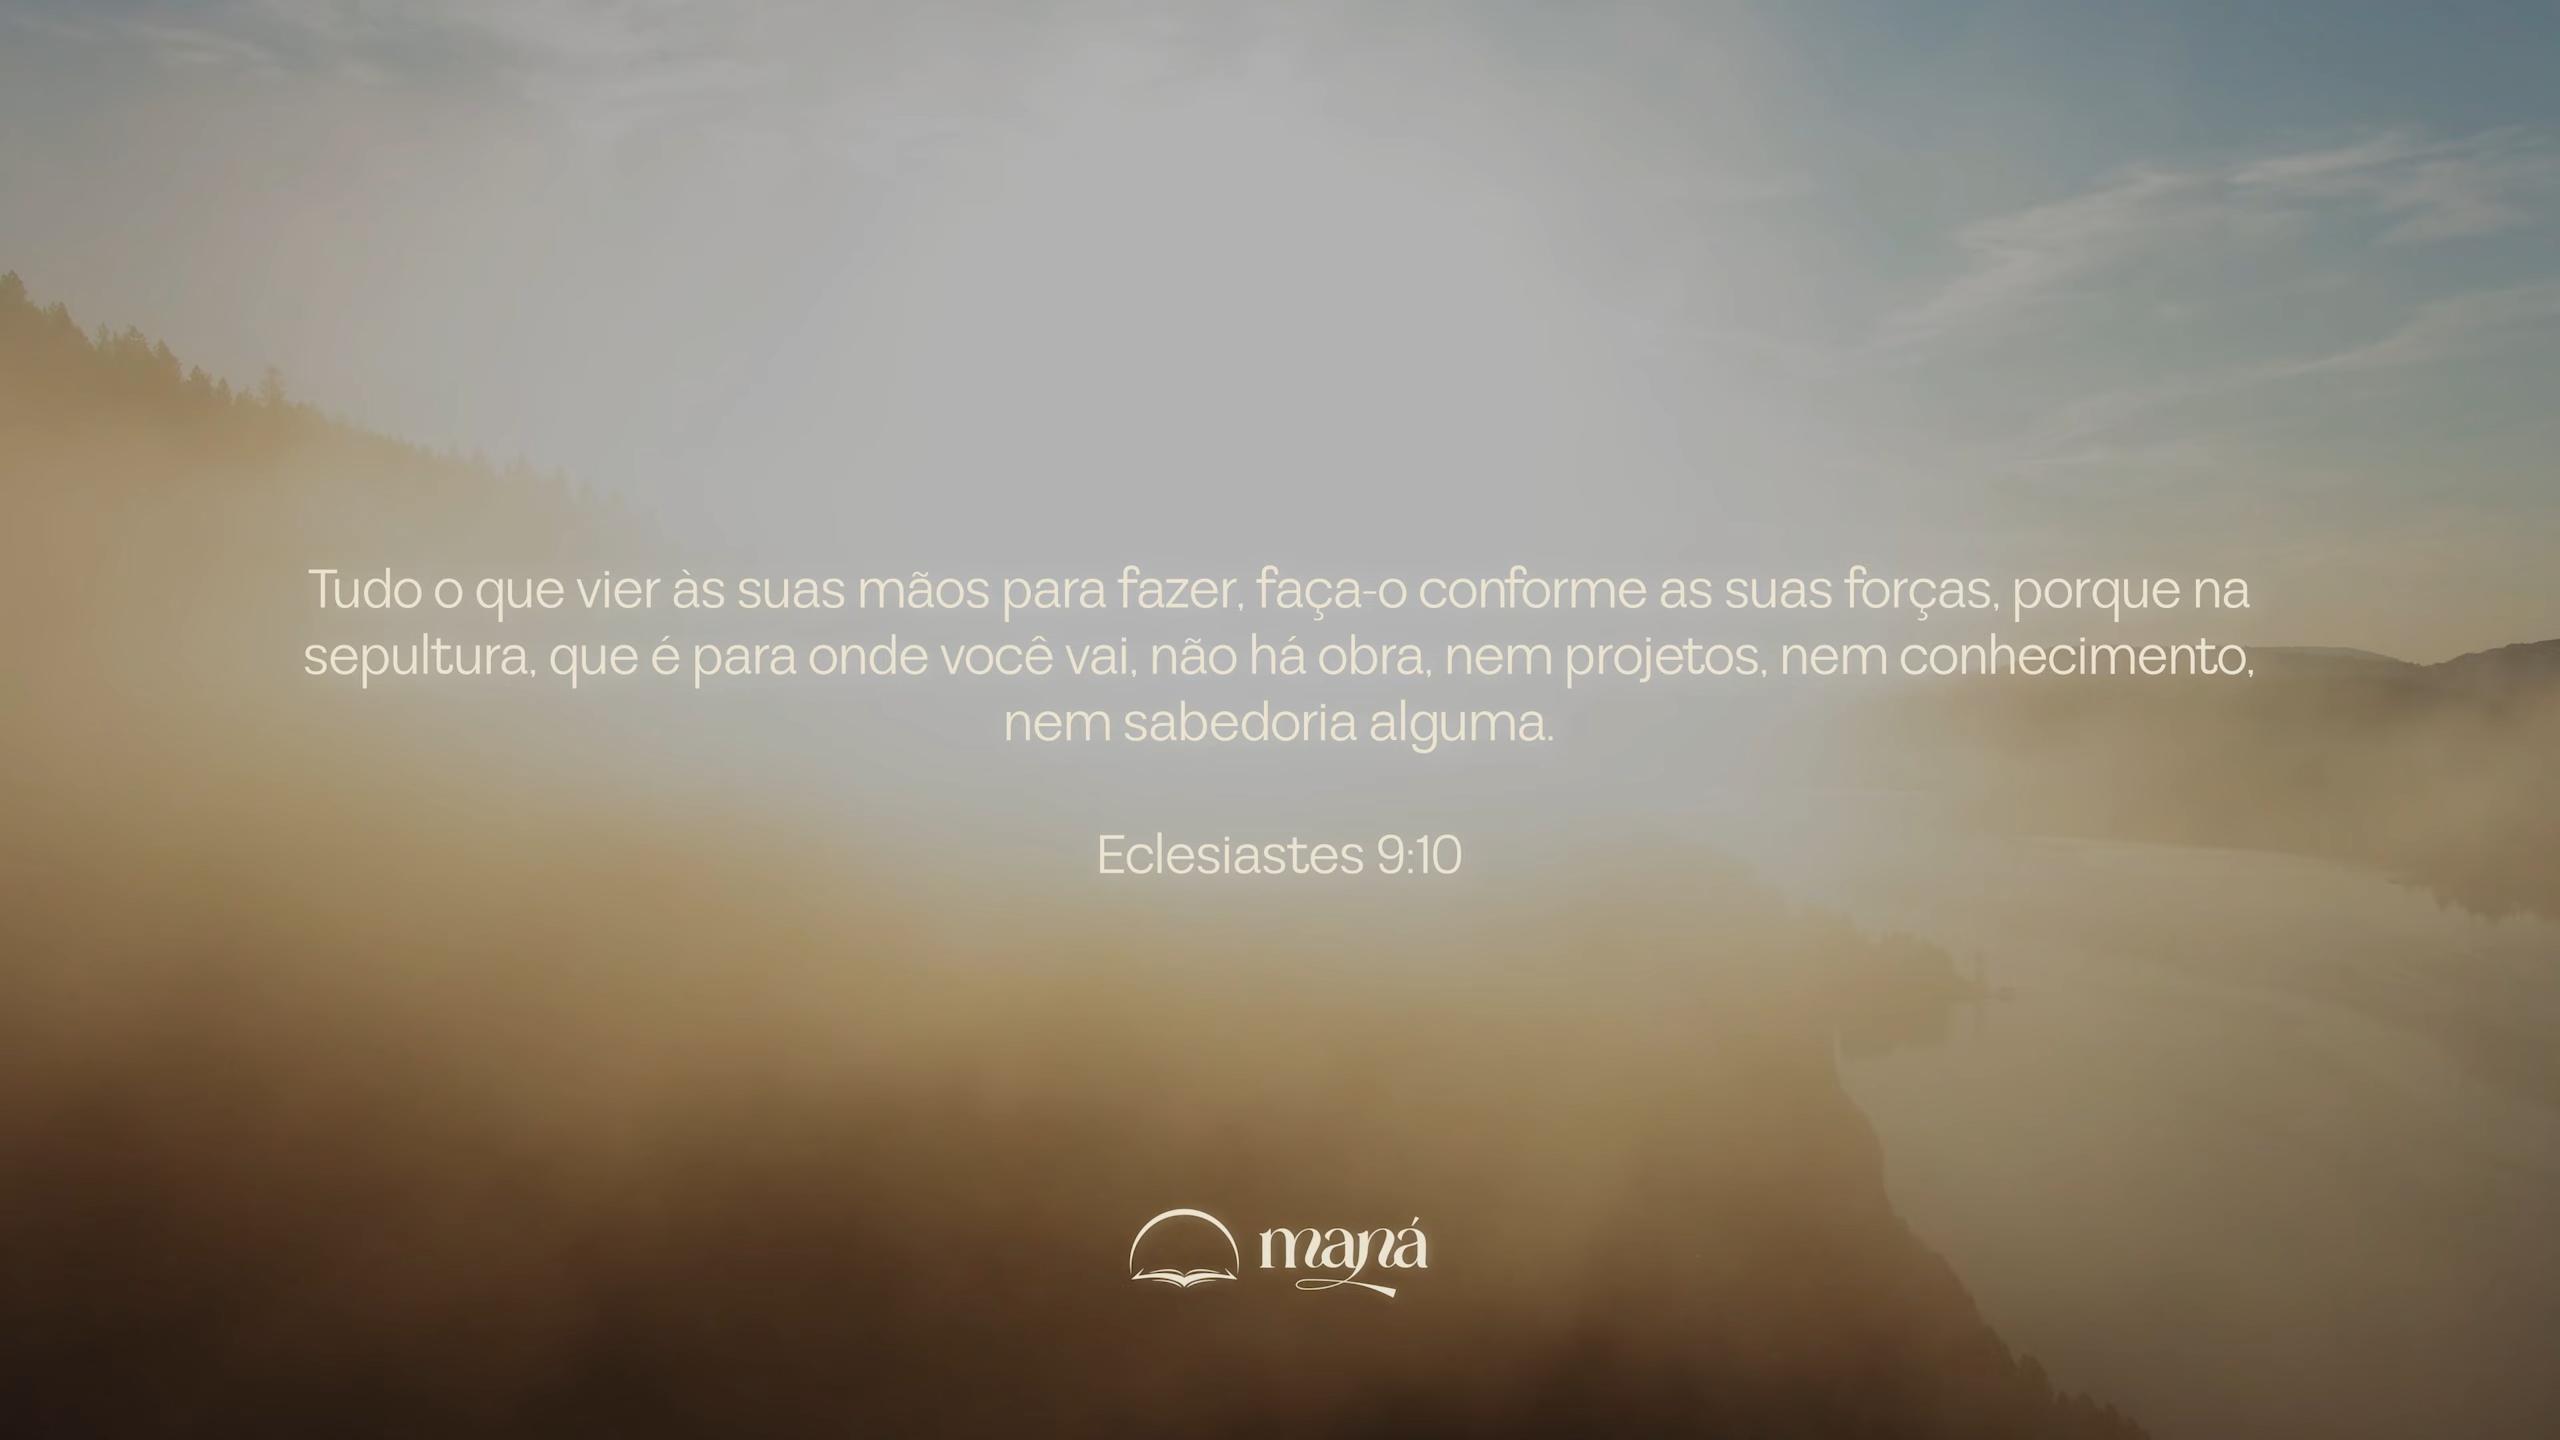 Tudo o que vier às suas mãos para fazer, faça-o conforme as suas forças, porque na
sepultura, que é para onde você vai, não há obra, nem projetos, nem conhecimento,
nem sabedoria alguma.
Eclesiastes 9:10
maná